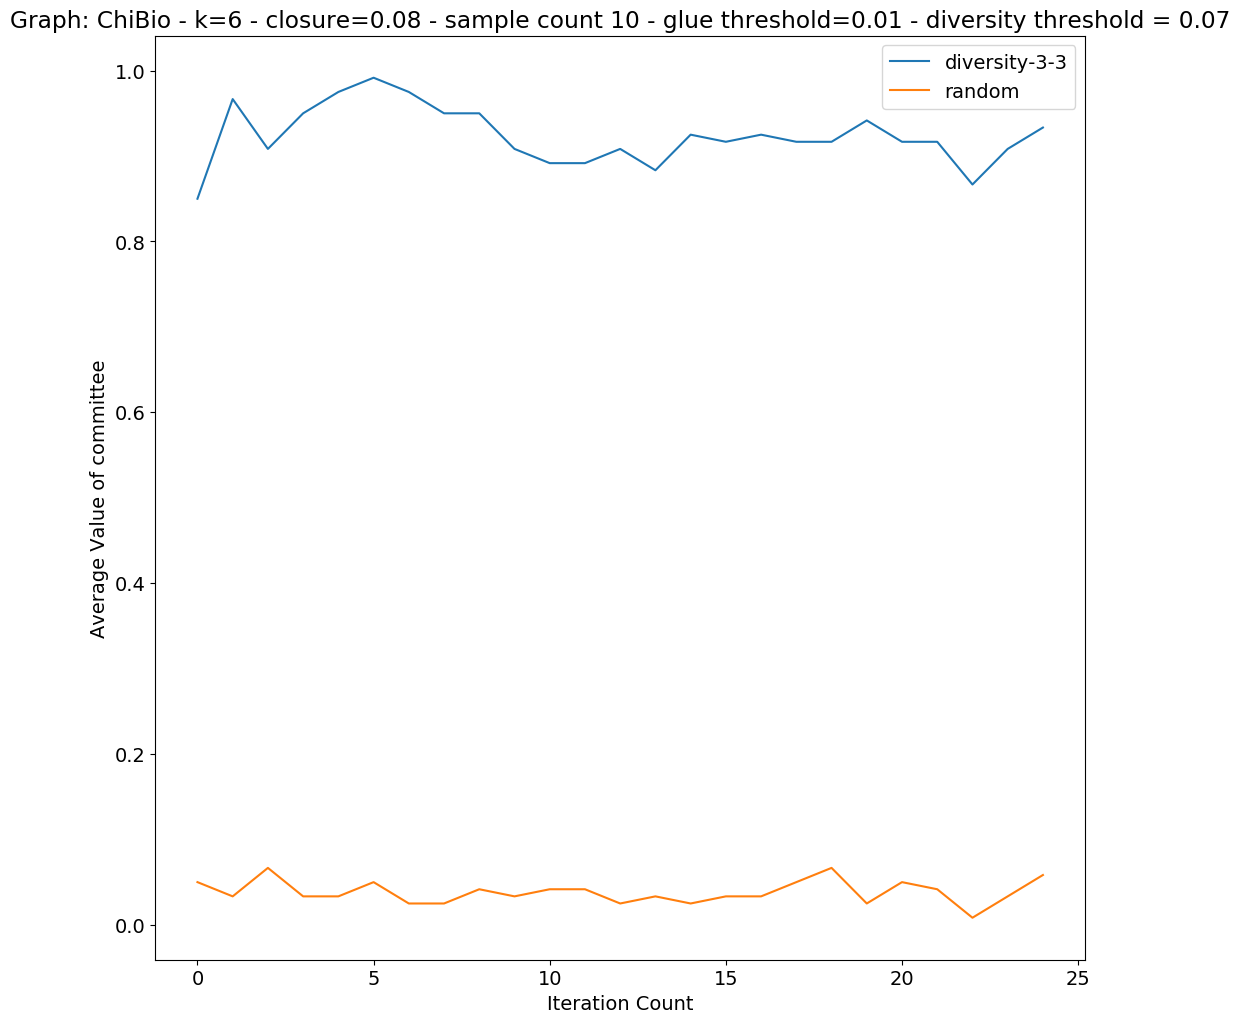 Graph: ChiBio - k=6 - closure=0.08 - sample count 10 - glue threshold=0.01 - diversity threshold = 0.07
diversity-3-3
random
1.0
0.8
0.6
0.4
0.2
0.0
Average Value of committee
0 5 10 15 20 25
Iteration Count